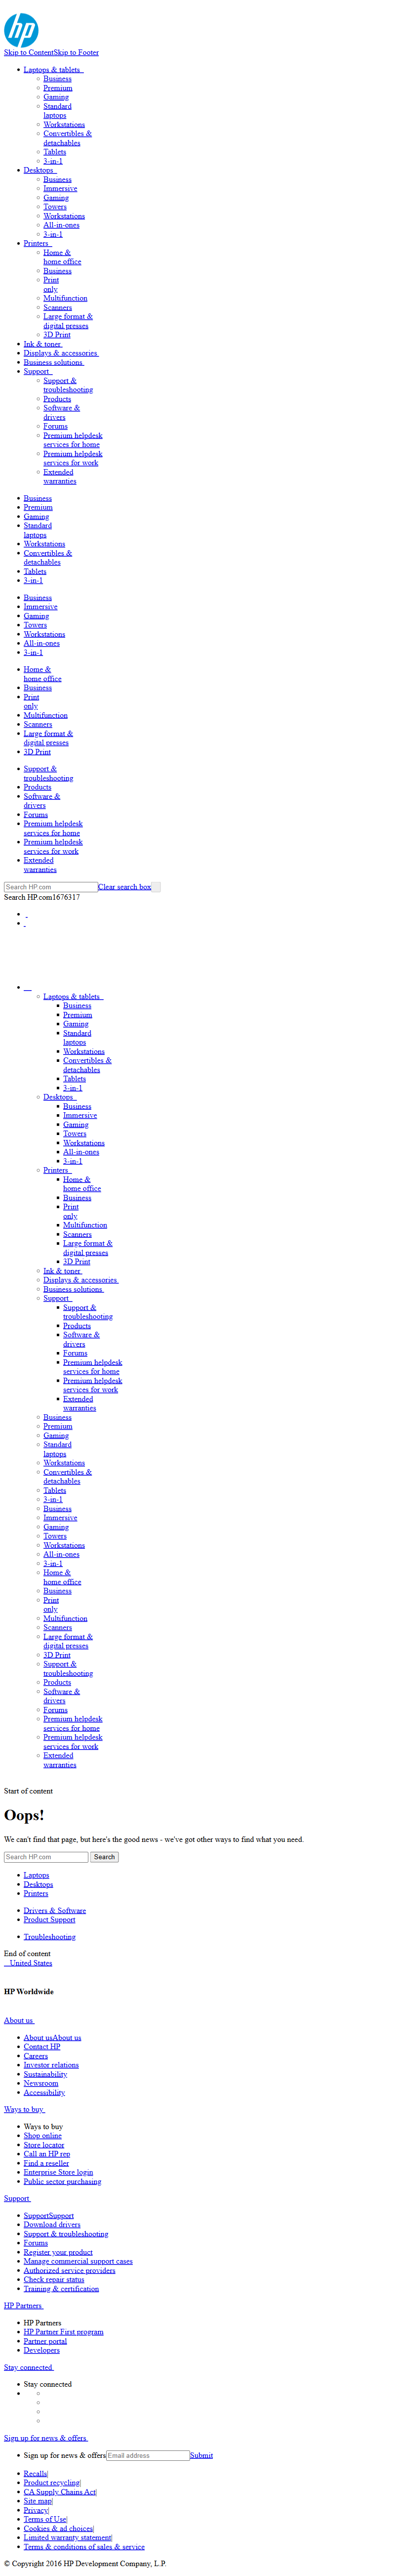 hp
Skip to ContentSkip to Footer
Laptops & tablets
Business
Premium
Gaming
Standard
laptops
Workstations
Convertibles &
detachables
Tablets
3-in-1
Desktops
Business
Immersive
Gaming
Towers
Workstations
All-in-ones
3-in-1
Printers
Home &
home office
Business
Print
only
Multifunction
Scanners
Large format &
digital presses
3D Print
Ink & toner
Displays & accessories
Business solutions
Support
Support &
troubleshooting
Products
Software &
drivers
Forums
Premium helpdesk
services for home
Premium helpdesk
services for work
Extended
warranties
Business
Premium
Gaming
Standard
laptops
Workstations
Convertibles &
detachables
Tablets
3-in-1
Business
Immersive
Gaming
Towers
Workstations
All-in-ones
3-in-1
Home &
home office
Business
Print
only
Multifunction
Scanners
Large format &
digital presses
3D Print
Support &
troubleshooting
Products
Software &
drivers
Forums
Premium helpdesk
services for home
Premium helpdesk
services for work
Extended
warranties
Search HP.com Clear search box
Search HP.com1676317
Laptops & tablets
Business
Premium
Gaming
Standard
laptops
Workstations
Convertibles &
detachables
Tablets
3-in-1
Desktops
Business
Immersive
Gaming
Towers
Workstations
All-in-ones
3-in-1
Printers
Home &
home office
Business
Print
only
Multifunction
Scanners
Large format &
digital presses
3D Print
Ink & toner
Displays & accessories
Business solutions
Support
Support &
troubleshooting
Products
Software &
drivers
Forums
Premium helpdesk
services for home
Premium helpdesk
services for work
Extended
warranties
Business
Premium
Gaming
Standard
laptops
Workstations
Convertibles &
detachables
Tablets
3-in-1
Business
Immersive
Gaming
Towers
Workstations
All-in-ones
3-in-1
Home &
home office
Business
Print
only
Multifunction
Scanners
Large format &
digital presses
3D Print
Support &
troubleshooting
Products
Software &
drivers
Forums
Premium helpdesk
services for home
Premium helpdesk
services for work
Extended
warranties
Start of content
Oops!
We can't find that page, but here's the good news - we've got other ways to find what you need.
Search HP.com Search
Laptops
Desktops
Printers
Drivers & Software
Product Support
Troubleshooting
End of content
United States
HP Worldwide
About us
About usAbout us
Contact HP
Careers
Investor relations
Sustainability
Newsroom
Accessibility
Ways to buy
Ways to buy
Shop online
Store locator
Call an HP rep
Find a reseller
Enterprise Store login
Public sector purchasing
Support
SupportSupport
Download drivers
Support & troubleshooting
Forums
Register your product
Manage commercial support cases
Authorized service providers
Check repair status
Training & certification
HP Partners
HP Partners
HP Partner First program
Partner portal
Developers
Stay connected
Stay connected
Sign up for news & offers
Sign up for news & offers Email address Submit
Recalls|
Product recycling|
CA Supply Chains Act|
Site map|
Privacy|
Terms of Use|
Cookies & ad choices|
Limited warranty statement|
Terms & conditions of sales & service
© Copyright 2016 HP Development Company, L.P.